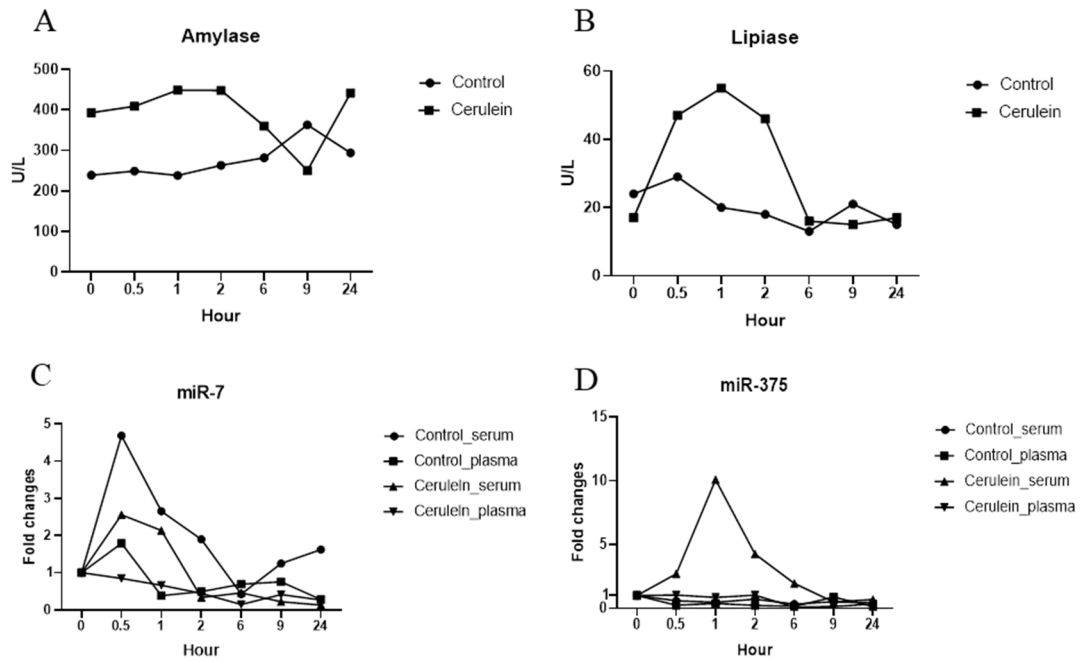 A
Amylase
500
400
300
200
100
0
U/L
0 0.5 1 2 6 9 24
Hour
Control
Cerulein
B
Lipiase
60
40
20
0
U/L
0 0.5 1 2 6 9 24
Hour
Control
Cerulein
C
miR-7
5
4
3
2
1
0
Fold changes
0 0.5 1 2 6 9 24
Hour
Control_serum
Control_plasma
Cerulein_serum
Cerulein_plasma
D
miR-375
15
10
5
1
0
Fold changes
0 0.5 1 2 6 9 24
Hour
Control_serum
Control_plasma
Cerulein_serum
Cerulein_plasma